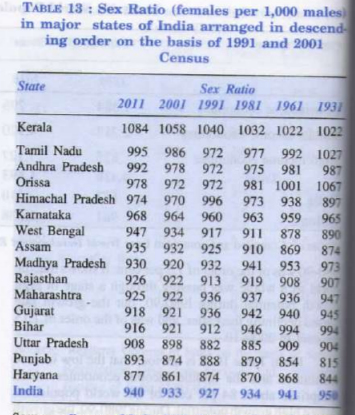 TABLE 13 : Sex Ratio (females per 1,000 males)
in major states of India arranged in descend-
ing order on the basis of 1991 and 2001
Census
State Sex Ratio
2011 2001 1991 1981 1961 1931
Kerala 1084 1058 1040 1032 1022 1022
Tamil Nadu 995 986 972 977 992 1027
Andhra Pradesh 992 978 972 975 981 987
Orissa 978 972 972 981 1001 1067
Himachal Pradesh 974 970 996 973 938 897
Karnataka 968 964 960 963 959 965
West Bengal 947 934 917 911 878 890
Assam 935 932 925 910 869 874
Madhya Pradesh 930 920 932 941 953 973
Rajasthan 926 922 913 919 908 907
Maharashtra 925 922 936 937 936 947
Gujarat 918 921 936 942 940 945
Bihar 916 921 912 946 994 994
Uttar Pradesh 908 898 882 885 909 904
Punjab 893 874 888 879 854 815
Haryana 877 861 874 870 868 844
India 940 933 927 934 941 950